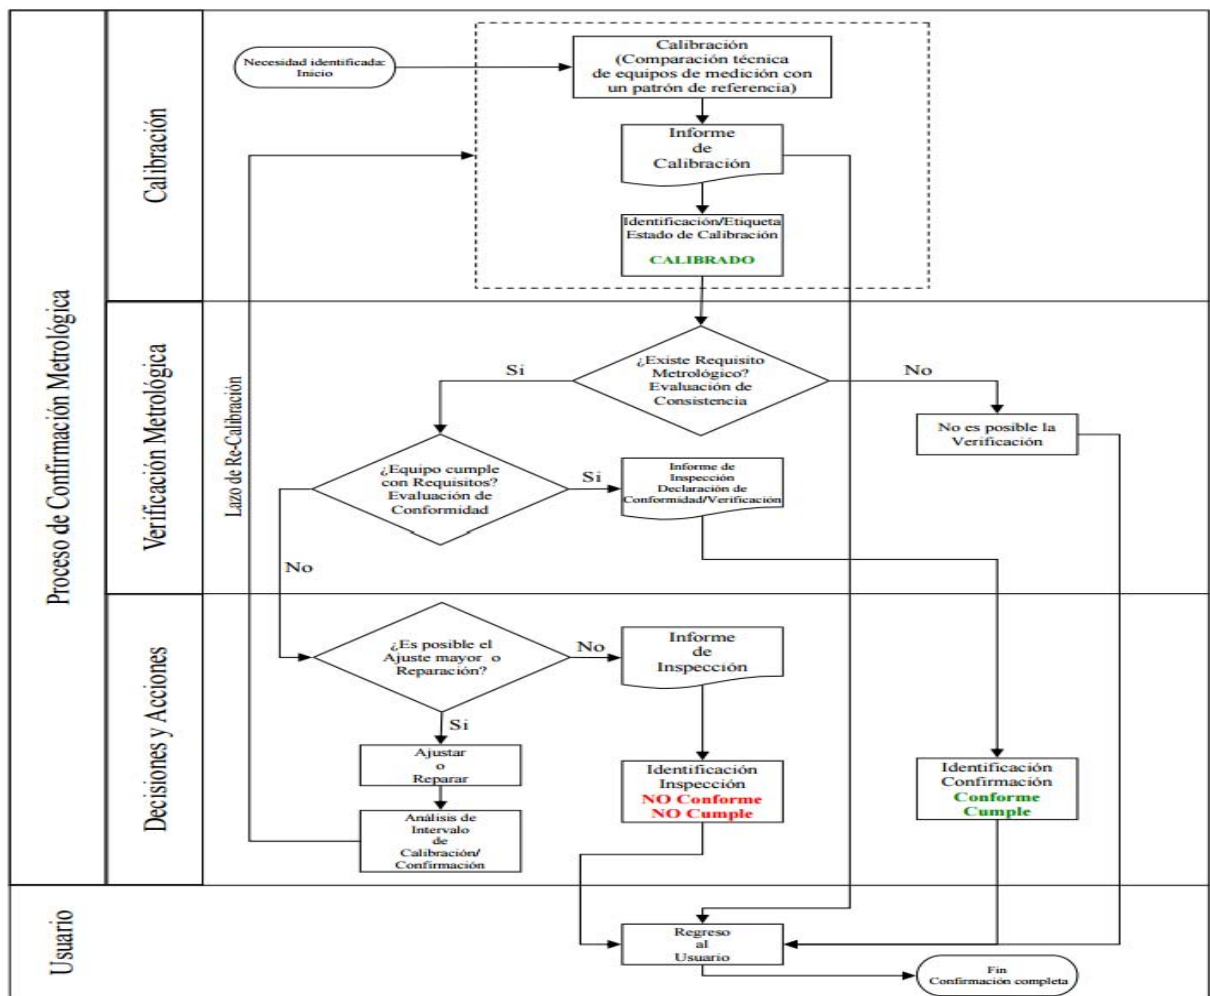 Proceso de Confirmación Metrológica
Calibración
Necesidad identificada:
Inicio
Calibración
(Comparación técnica
de equipos de medición con
un patrón de referencia)
Informe
de
Calibración
Identificación/Etiqueta
Estado de Calibración
CALIBRADO
Verificación Metrológica
Lazo de Re-Calibración
¿Existe Requisito
Metrológico?
Evaluación de
Consistencia
Si
No
No es posible la
Verificación
¿Equipo cumple
con Requisitos?
Evaluación de
Conformidad
Si
Informe de
Inspección
Declaración de
Conformidad/Verificación
No
Decisiones y Acciones
¿Es posible el
Ajuste mayor o
Reparación?
No
Informe
de
Inspección
Si
Ajustar
o
Reparar
Identificación
Inspección
NO Conforme
NO Cumple
Identificación
Confirmación
Conforme
Cumple
Análisis de
Intervalo
de
Calibración/
Confirmación
Usuario
Regreso
al
Usuario
Fin
Confirmación completa